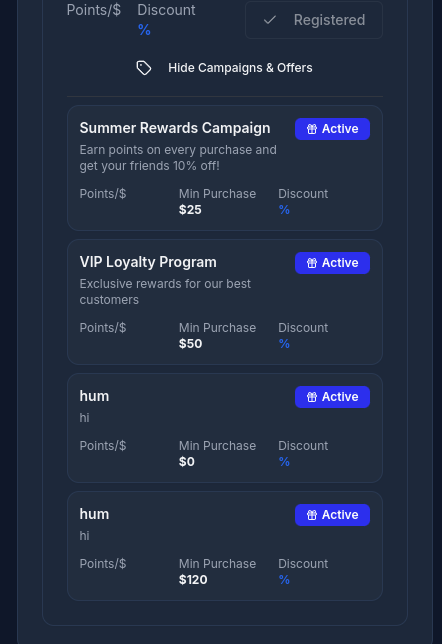 Points/$ Discount
%
Registered
Hide Campaigns & Offers
Summer Rewards Campaign
Active
Earn points on every purchase and
get your friends 10% off!
Points/$ Min Purchase Discount
$25 %
VIP Loyalty Program
Active
Exclusive rewards for our best
customers
Points/$ Min Purchase Discount
$50 %
hum
Active
hi
Points/$ Min Purchase Discount
$0 %
hum
Active
hi
Points/$ Min Purchase Discount
$120 %